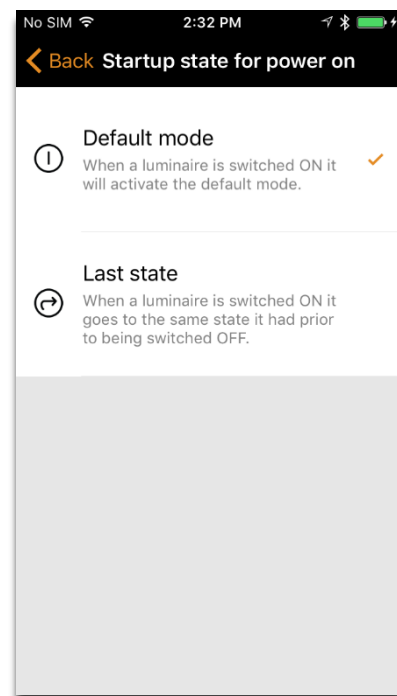 No SIM 2:32 PM
Back Startup state for power on
Default mode
When a luminaire is switched ON it
will activate the default mode.
Last state
When a luminaire is switched ON it
goes to the same state it had prior
to being switched OFF.